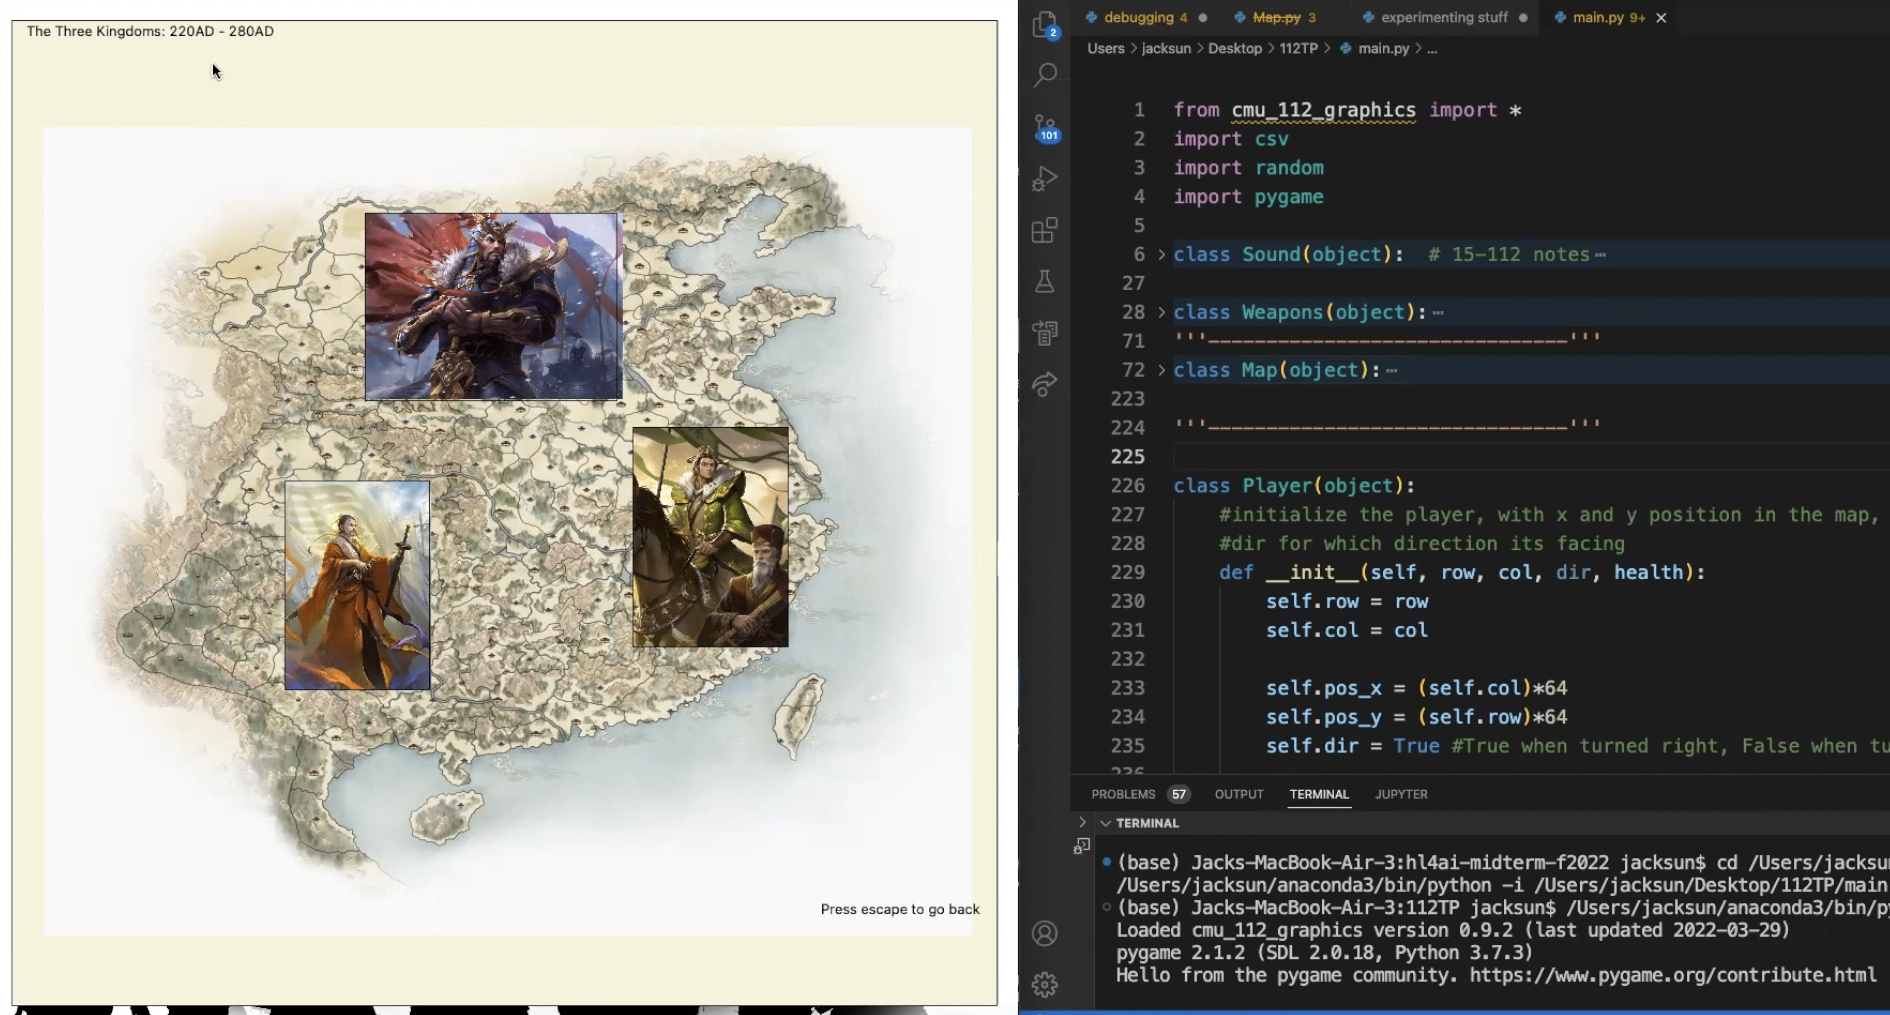 The Three Kingdoms: 220AD - 280AD
Press escape to go back
2
101
debugging 4
Map.py 3
experimenting stuff
main.py 9+
Users > jacksun > Desktop > 112TP > main.py > ...
1 from cmu_112_graphics import *
2 import csv
3 import random
4 import pygame
5
6 class Sound(object): # 15-112 notes…
27
28 class Weapons(object):…
71 '''_______________________________'''
72 class Map(object):…
223
224 '''_______________________________'''
225
226 class Player(object):
227 #initialize the player, with x and y position in the map,
228 #dir for which direction its facing
229 def __init__(self, row, col, dir, health):
230 self.row = row
231 self.col = col
232
233 self.pos_x = (self.col)*64
234 self.pos_y = (self.row)*64
235 self.dir = True #True when turned right, False when tu
236
PROBLEMS 57 OUTPUT TERMINAL JUPYTER
TERMINAL
(base) Jacks-MacBook-Air-3:hl4ai-midterm-f2022 jacksun$ cd /Users/jacksun
/Users/jacksun/anaconda3/bin/python -i /Users/jacksun/Desktop/112TP/main
(base) Jacks-MacBook-Air-3:112TP jacksun$ /Users/jacksun/anaconda3/bin/py
Loaded cmu_112_graphics version 0.9.2 (last updated 2022-03-29)
pygame 2.1.2 (SDL 2.0.18, Python 3.7.3)
Hello from the pygame community. https://www.pygame.org/contribute.html